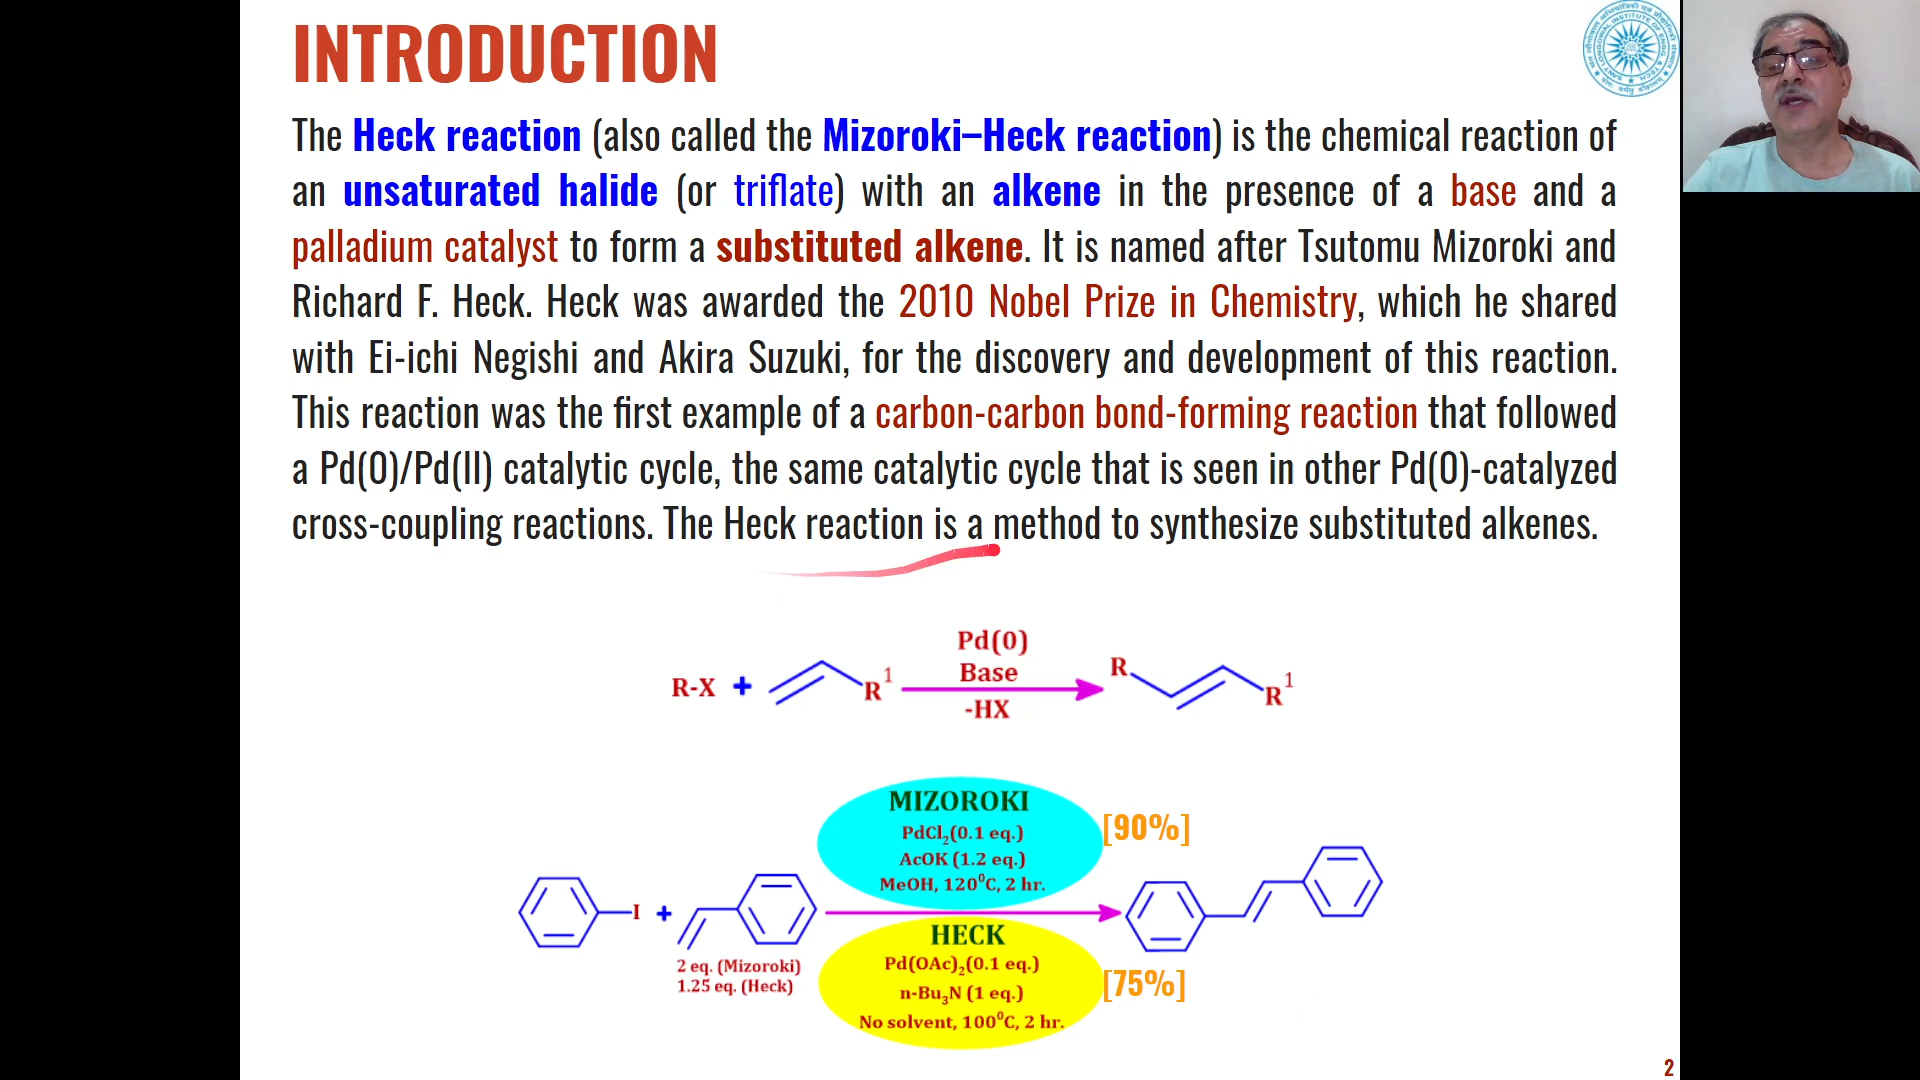 INTRODUCTION
The Heck reaction (also called the Mizoroki–Heck reaction) is the chemical reaction of
an unsaturated halide (or triflate) with an alkene in the presence of a base and a
palladium catalyst to form a substituted alkene. It is named after Tsutomu Mizoroki and
Richard F. Heck. Heck was awarded the 2010 Nobel Prize in Chemistry, which he shared
with Ei-ichi Negishi and Akira Suzuki, for the discovery and development of this reaction.
This reaction was the first example of a carbon-carbon bond-forming reaction that followed
a Pd(0)/Pd(II) catalytic cycle, the same catalytic cycle that is seen in other Pd(0)-catalyzed
cross-coupling reactions. The Heck reaction is a method to synthesize substituted alkenes.
R-X + R¹
Pd(0)
Base
-HX
R R¹
MIZOROKI
PdCl₂(0.1 eq.)
AcOK (1.2 eq.)
MeOH, 120⁰C, 2 hr.
[90%]
I +
2 eq. (Mizoroki)
1.25 eq. (Heck)
HECK
Pd(OAc)₂(0.1 eq.)
n-Bu₃N (1 eq.)
No solvent, 100⁰C, 2 hr.
[75%]
2